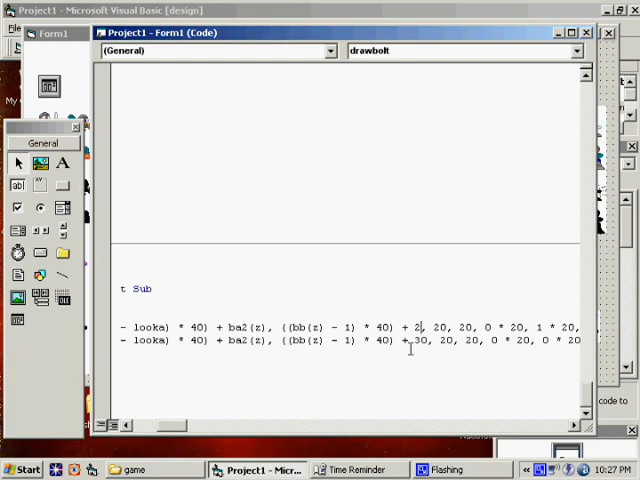 Project1 - Microsoft Visual Basic [design]
Form1
Project1 - Form1 (Code)
(General)
drawbolt
General
A
ab|
t Sub
- looka) * 40) + ba2(z), ((bb(z) - 1) * 40) + 2, 20, 20, 0 * 20, 1 * 20,
- looka) * 40) + ba2(z), ((bb(z) - 1) * 40) + 30, 20, 20, 0 * 20, 0 * 20
code to
Start
game
Project1 - Micr...
Time Reminder
Flashing
10:27 PM